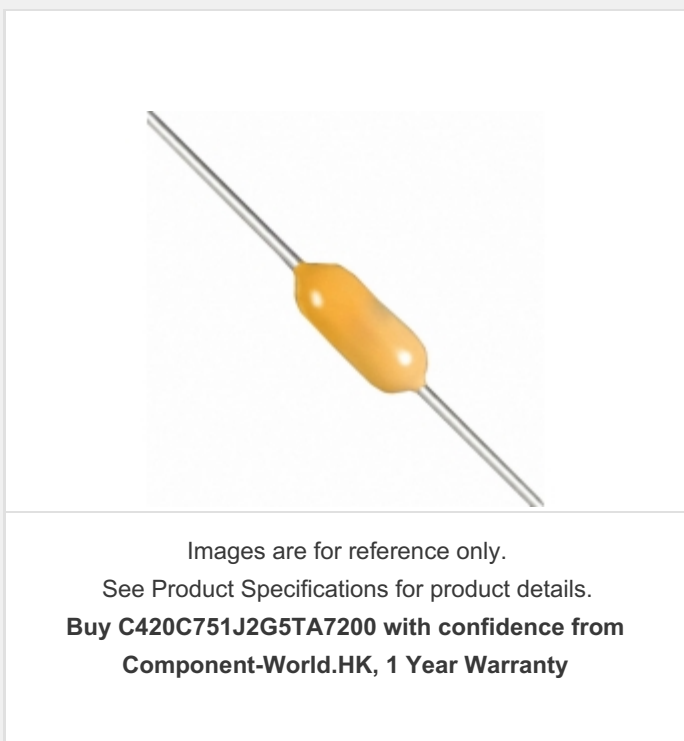 Images are for reference only.
See Product Specifications for product details.
Buy C420C751J2G5TA7200 with confidence from
Component-World.HK, 1 Year Warranty